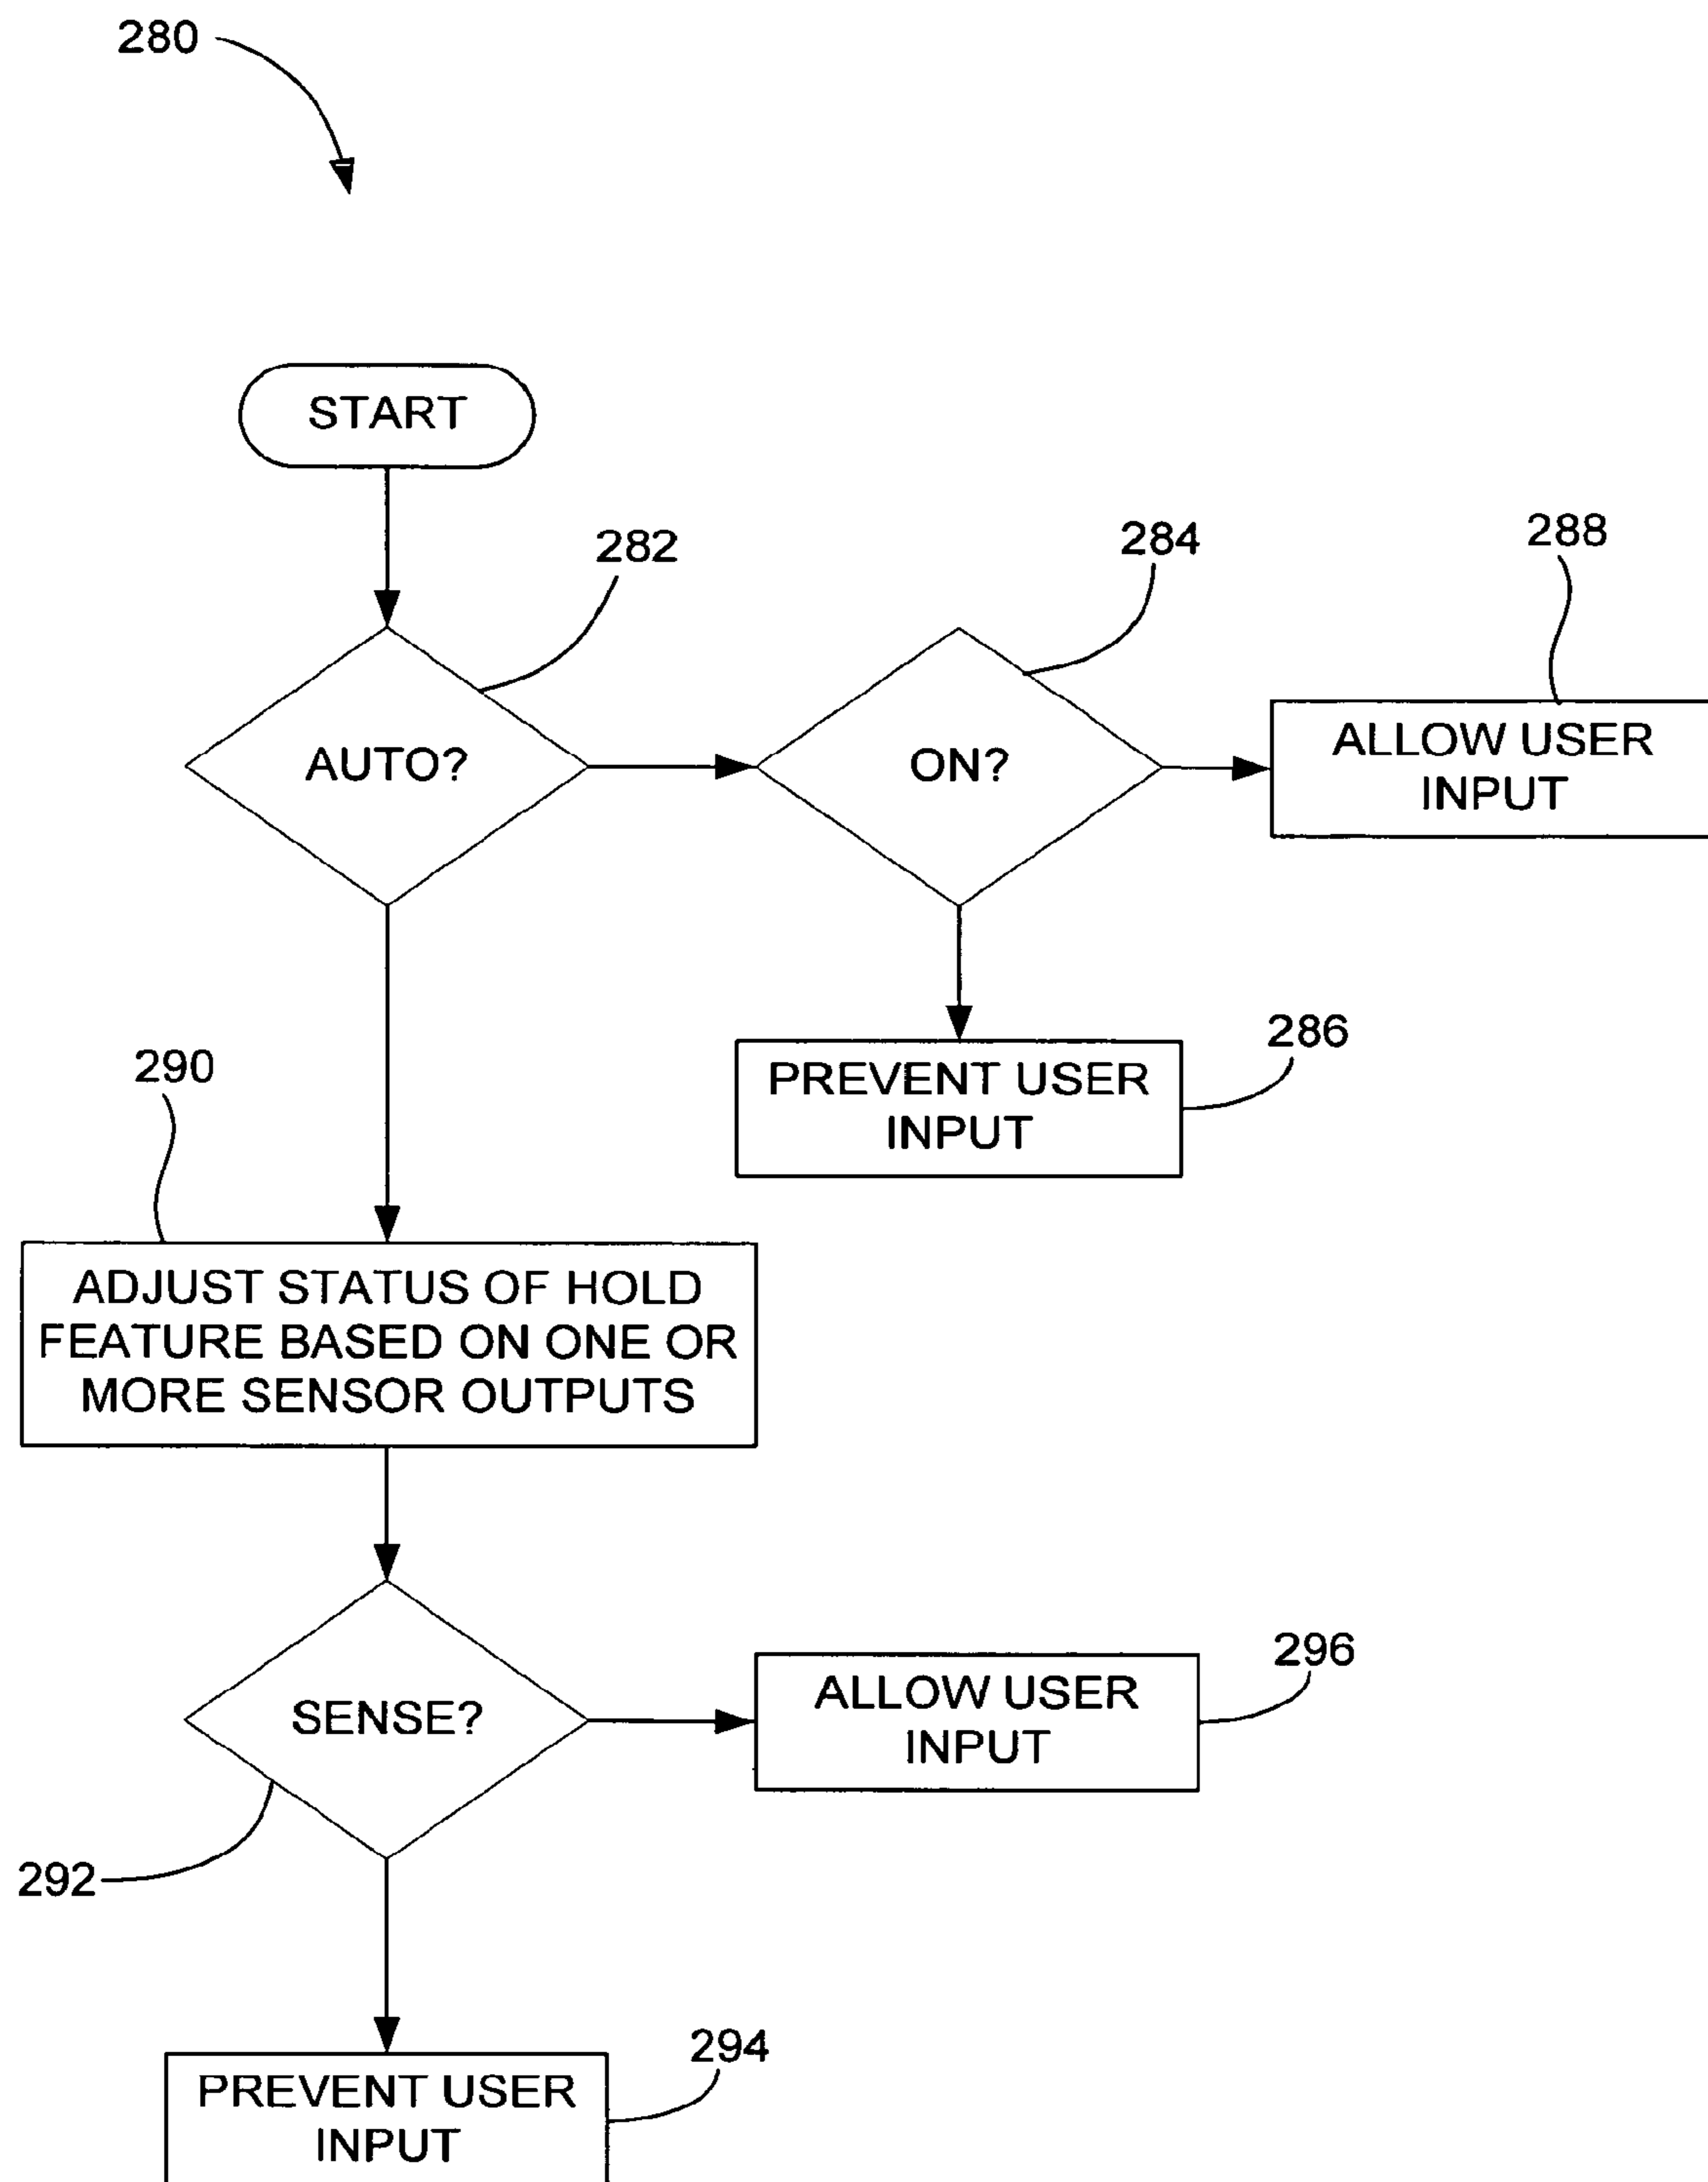 280
START
282
284
288
AUTO?
ON?
ALLOW USER
INPUT
286
PREVENT USER
INPUT
290
ADJUST STATUS OF HOLD
FEATURE BASED ON ONE OR
MORE SENSOR OUTPUTS
SENSE?
296
ALLOW USER
INPUT
292
294
PREVENT USER
INPUT